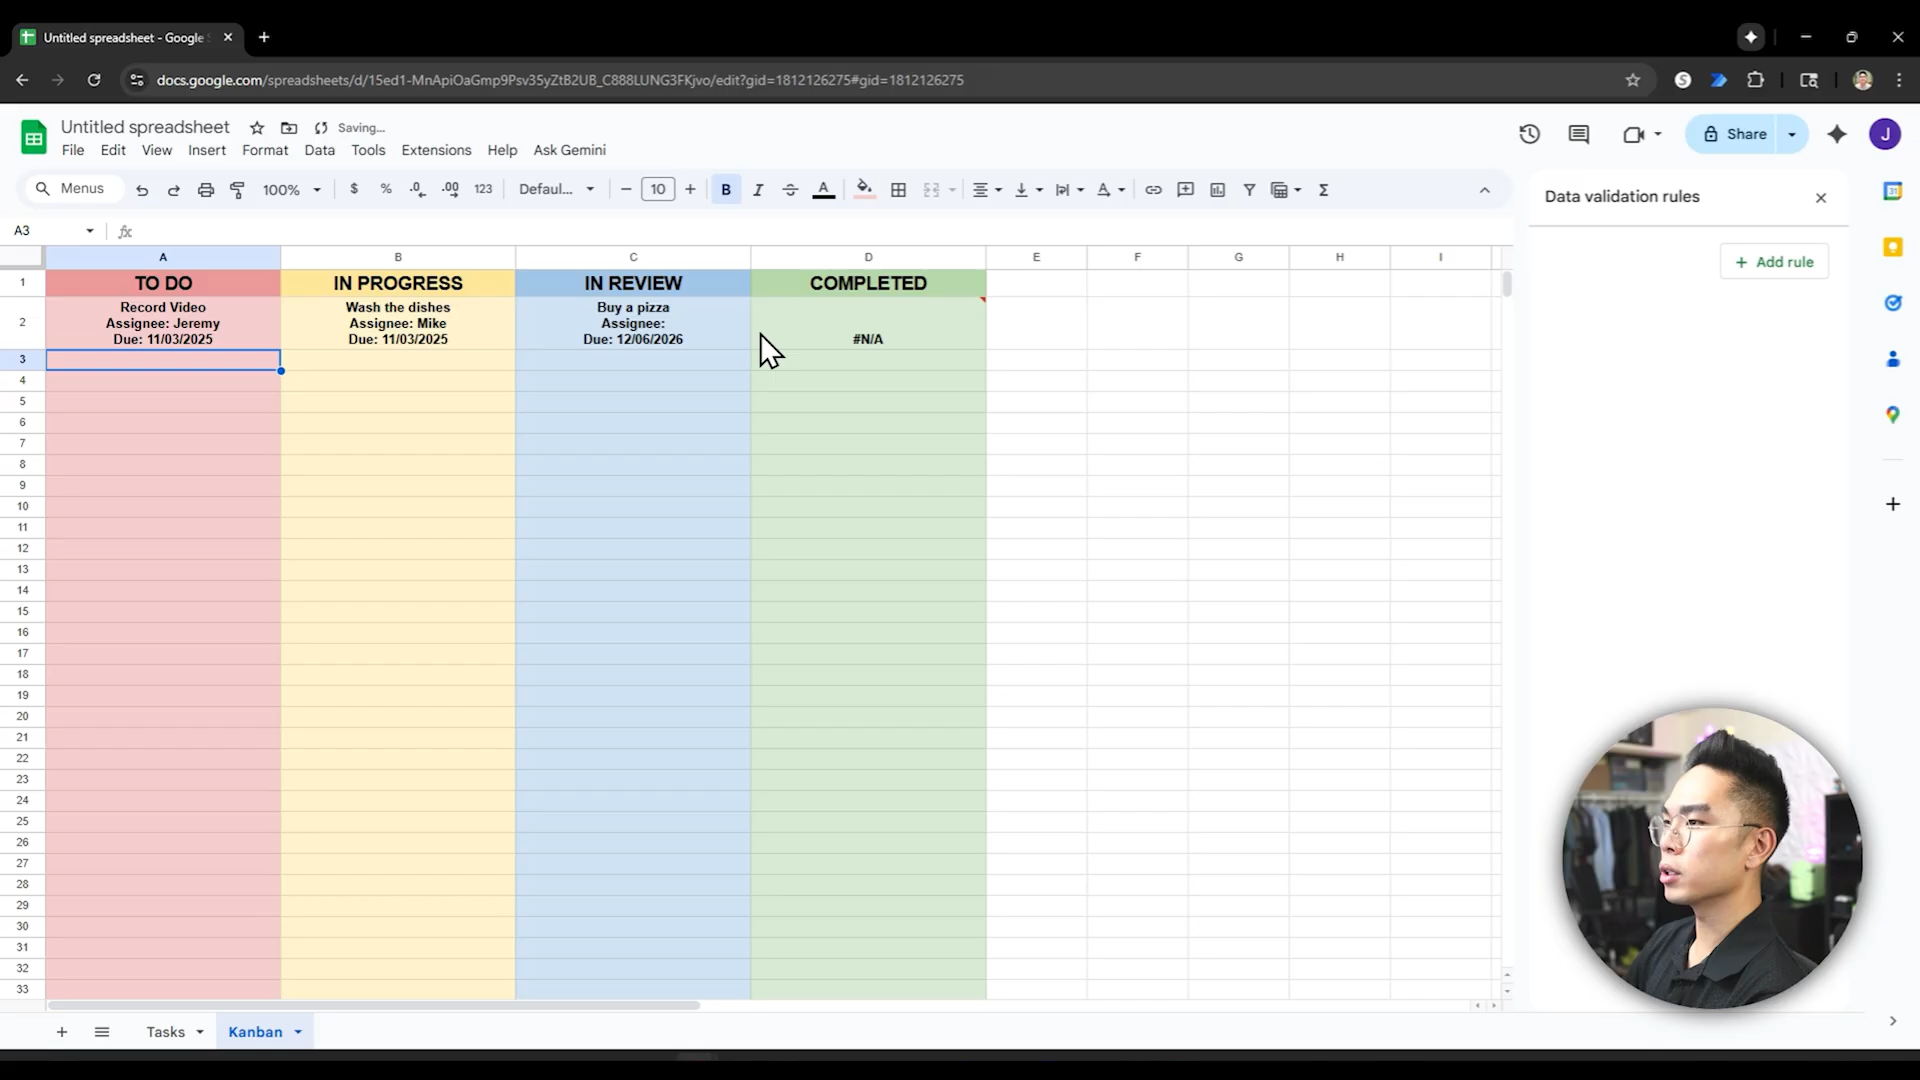 Untitled spreadsheet - Google S
docs.google.com/spreadsheets/d/15ed1-MnApiOaGmp9Psv35yZtB2UB_C888LUNG3FKjvo/edit?gid=1812126275#gid=1812126275
Untitled spreadsheet
Saving...
File Edit View Insert Format Data Tools Extensions Help Ask Gemini
Share
J
Menus
100%
$ % .0 .00 123
Defaul...
10
B I
A
Data validation rules
Add rule
A3
fx
A B C D E F G H I
1 TO DO IN PROGRESS IN REVIEW COMPLETED
Record Video Wash the dishes Buy a pizza
2 Assignee: Jeremy Assignee: Mike Assignee:
Due: 11/03/2025 Due: 11/03/2025 Due: 12/06/2026 #N/A
3
4
5
6
7
8
9
10
11
12
13
14
15
16
17
18
19
20
21
22
23
24
25
26
27
28
29
30
31
32
33
Tasks Kanban